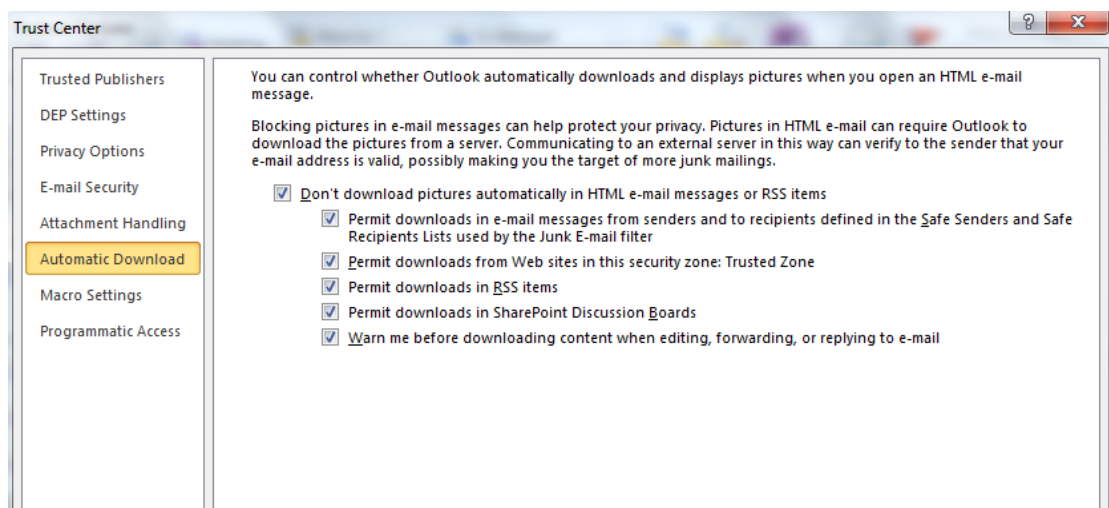 Trust Center
?
X
Trusted Publishers
DEP Settings
Privacy Options
E-mail Security
Attachment Handling
Automatic Download
Macro Settings
Programmatic Access
You can control whether Outlook automatically downloads and displays pictures when you open an HTML e-mail
message.
Blocking pictures in e-mail messages can help protect your privacy. Pictures in HTML e-mail can require Outlook to
download the pictures from a server. Communicating to an external server in this way can verify to the sender that your
e-mail address is valid, possibly making you the target of more junk mailings.
Don't download pictures automatically in HTML e-mail messages or RSS items
Permit downloads in e-mail messages from senders and to recipients defined in the Safe Senders and Safe
Recipients Lists used by the Junk E-mail filter
Permit downloads from Web sites in this security zone: Trusted Zone
Permit downloads in RSS items
Permit downloads in SharePoint Discussion Boards
Warn me before downloading content when editing, forwarding, or replying to e-mail